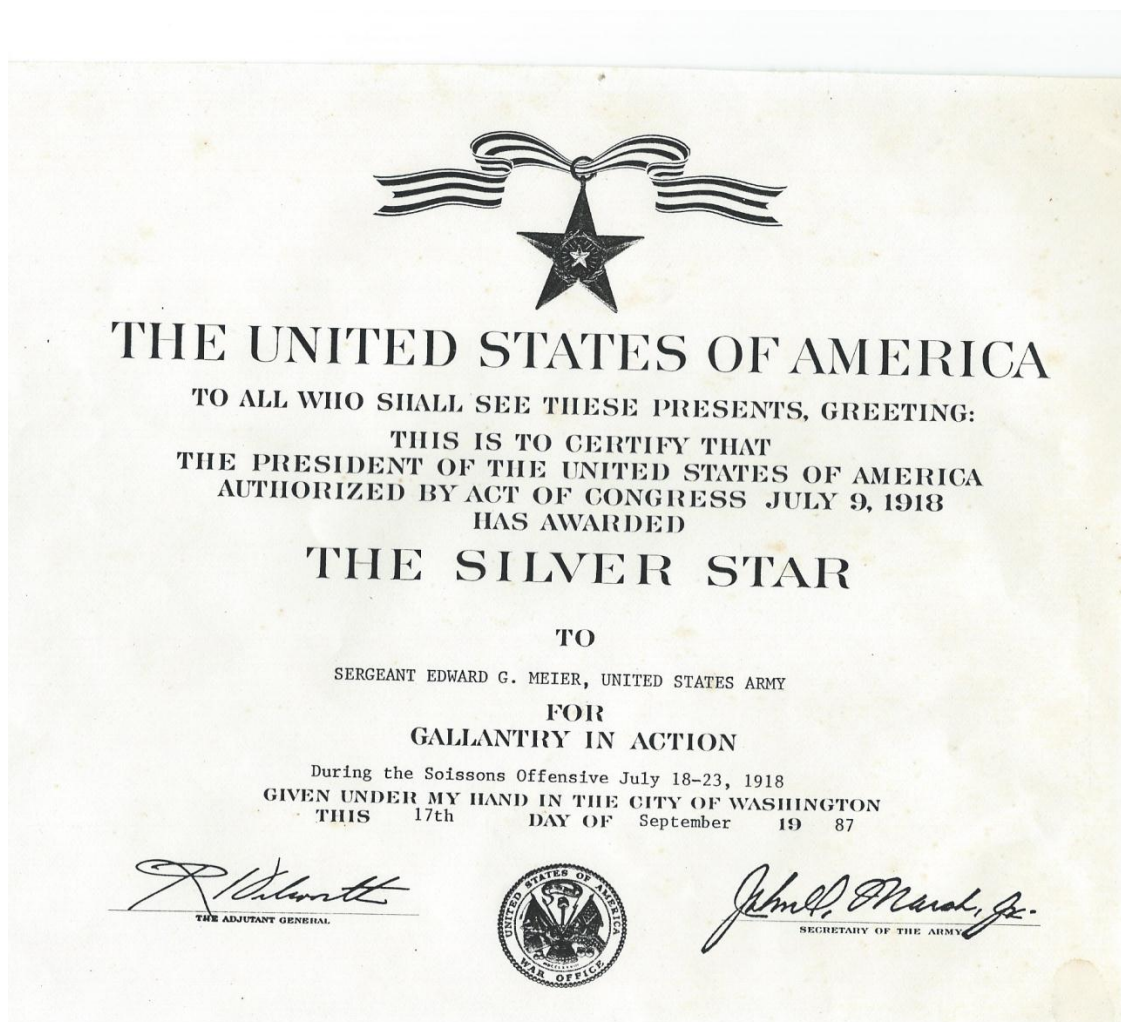 THE UNITED STATES OF AMERICA
TO ALL WHO SHALL SEE THESE PRESENTS, GREETING:
THIS IS TO CERTIFY THAT
THE PRESIDENT OF THE UNITED STATES OF AMERICA
AUTHORIZED BY ACT OF CONGRESS JULY 9, 1918
HAS AWARDED
THE SILVER STAR
TO
SERGEANT EDWARD G. MEIER, UNITED STATES ARMY
FOR
GALLANTRY IN ACTION
During the Soissons Offensive July 18-23, 1918
GIVEN UNDER MY HAND IN THE CITY OF WASHINGTON
THIS 17th DAY OF September 19 87
R Dilworth
THE ADJUTANT GENERAL
UNITED STATES OF AMERICA
WAR OFFICE
John O. Marsh, Jr.
SECRETARY OF THE ARMY